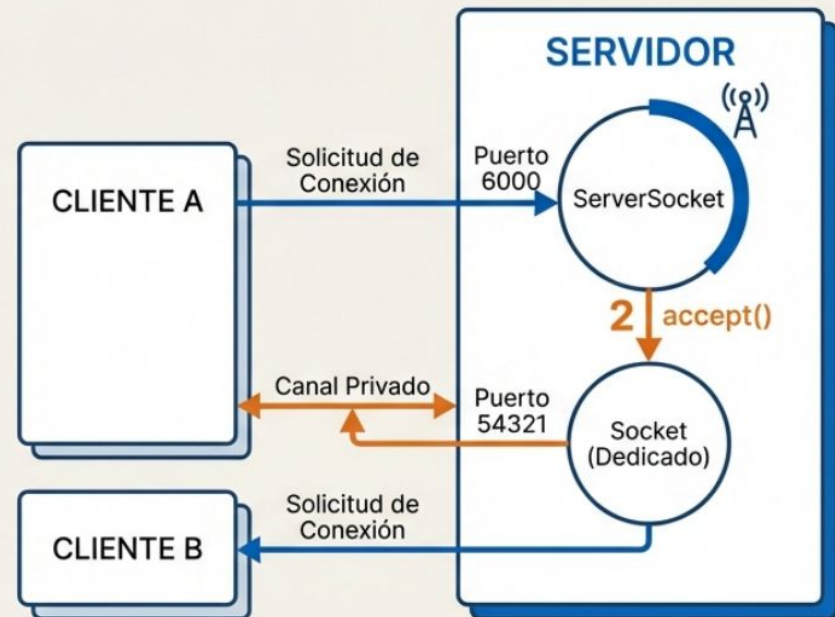 SERVIDOR
CLIENTE A
Solicitud de
Conexión
Puerto
6000
ServerSocket
2 accept()
Canal Privado
Puerto
54321
Socket
(Dedicado)
CLIENTE B
Solicitud de
Conexión